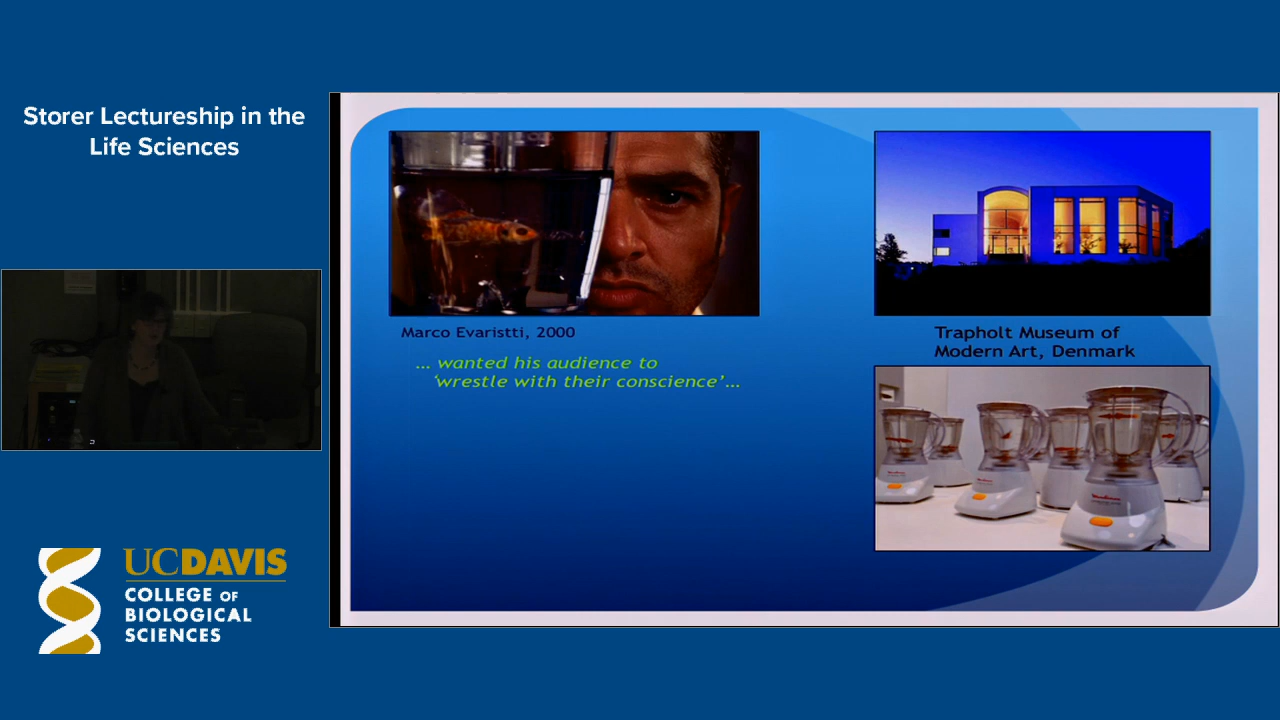 Storer Lectureship in the
Life Sciences
UCDAVIS
COLLEGE OF
BIOLOGICAL
SCIENCES
Marco Evaristti, 2000
... wanted his audience to
‘wrestle with their conscience’...
Trapholt Museum of
Modern Art, Denmark